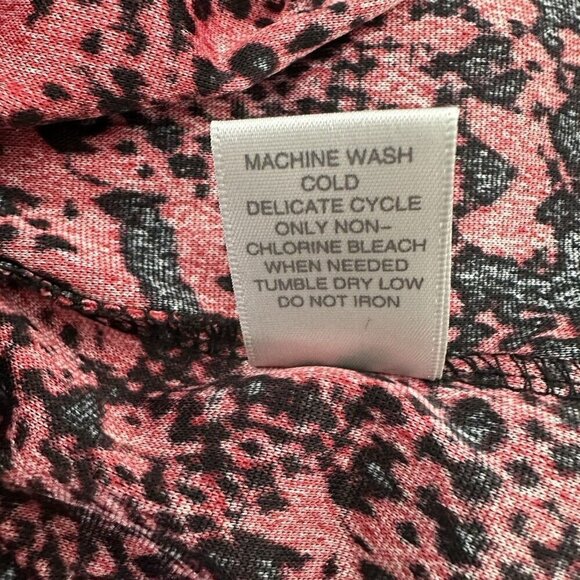 MACHINE WASH
COLD
DELICATE CYCLE
ONLY NON-
CHLORINE BLEACH
WHEN NEEDED
TUMBLE DRY LOW
DO NOT IRON